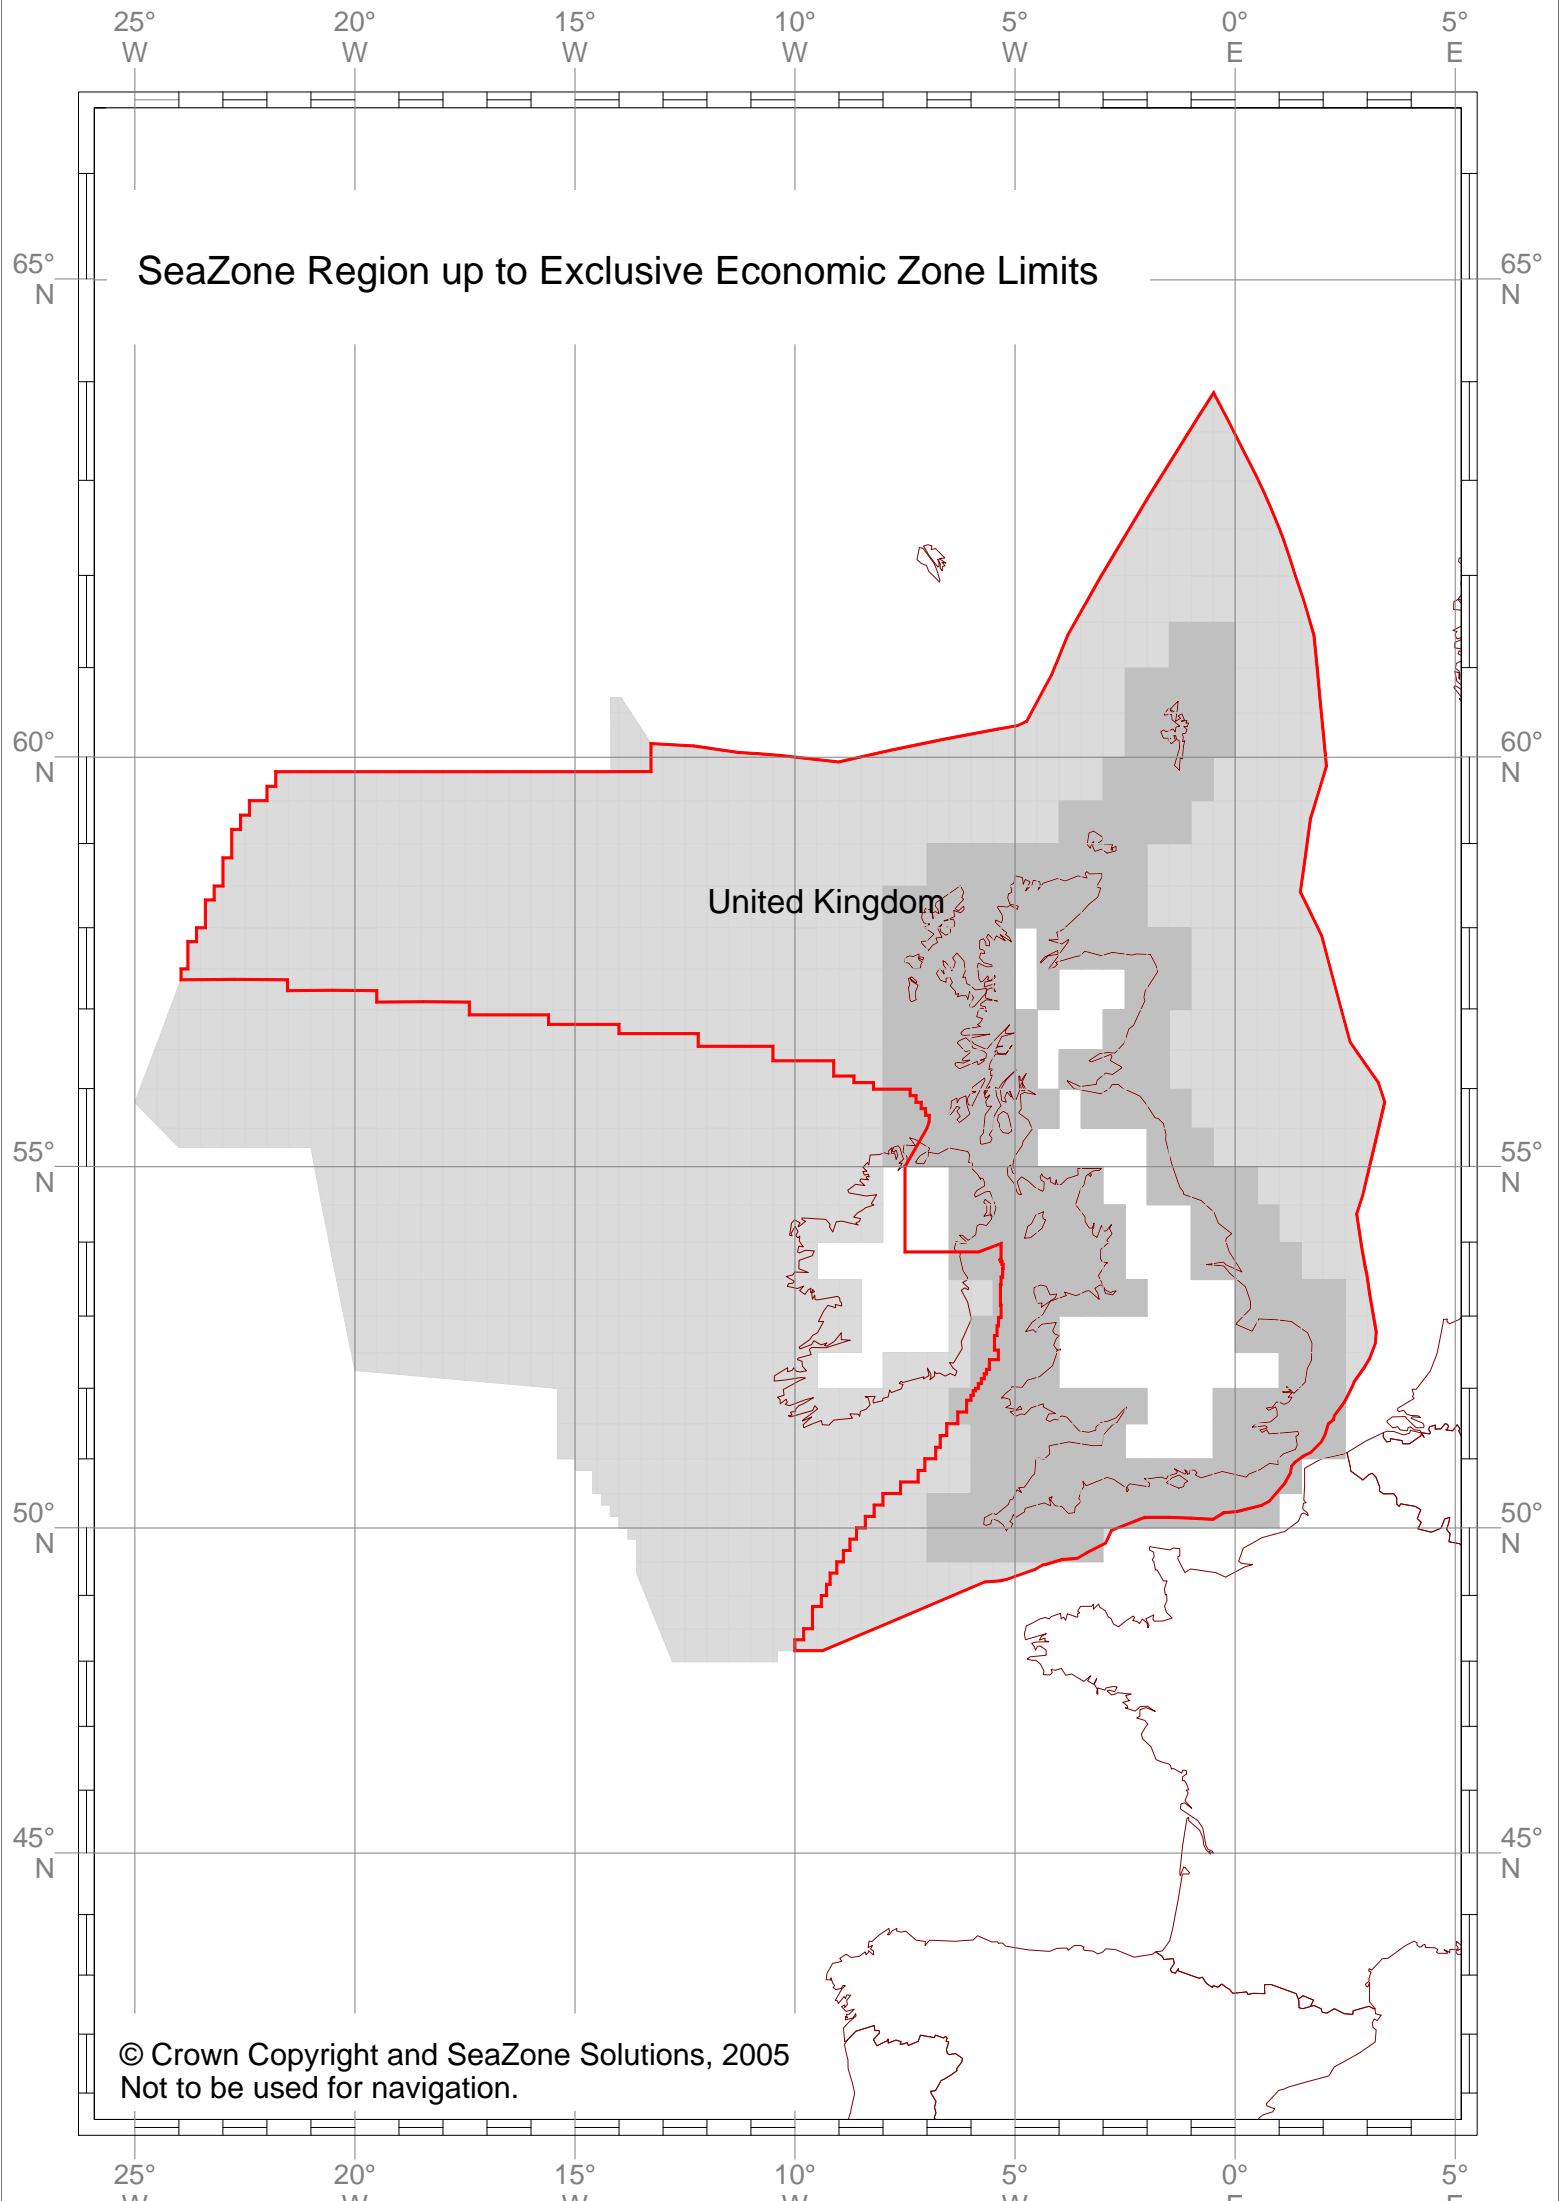 25° 20° 15° 10° 5° 0° 5°
W W W W W E E
SeaZone Region up to Exclusive Economic Zone Limits
65° 65°
N N
60° 60°
N N
United Kingdom
55° 55°
N N
50° 50°
N N
45° 45°
N N
© Crown Copyright and SeaZone Solutions, 2005
Not to be used for navigation.
25° 20° 15° 10° 5° 0° 5°
W W W W W E E